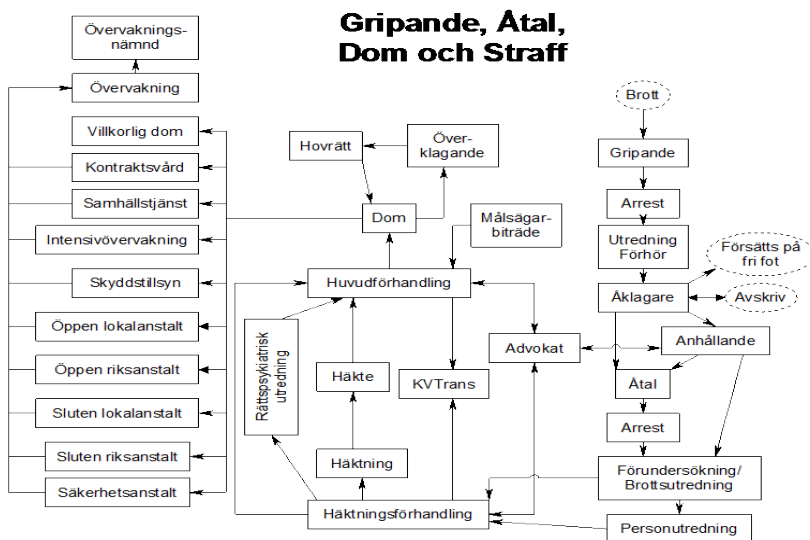 Gripande, Åtal,
Dom och Straff
Övervaknings-
nämnd
Övervakning
Villkorlig dom
Kontraktsvård
Samhällstjänst
Intensivövervakning
Skyddstillsyn
Öppen lokalanstalt
Öppen riksanstalt
Sluten lokalanstalt
Sluten riksanstalt
Säkerhetsanstalt
Hovrätt
Över-
klagande
Dom
Målsägar-
biträde
Huvudförhandling
Rättspsykiatrisk
utredning
Häkte
KVTrans
Advokat
Häktning
Häktningsförhandling
Brott
Gripande
Arrest
Utredning
Förhör
Försätts på
fri fot
Åklagare
Avskriv
Anhållande
Åtal
Arrest
Förundersökning/
Brottsutredning
Personutredning